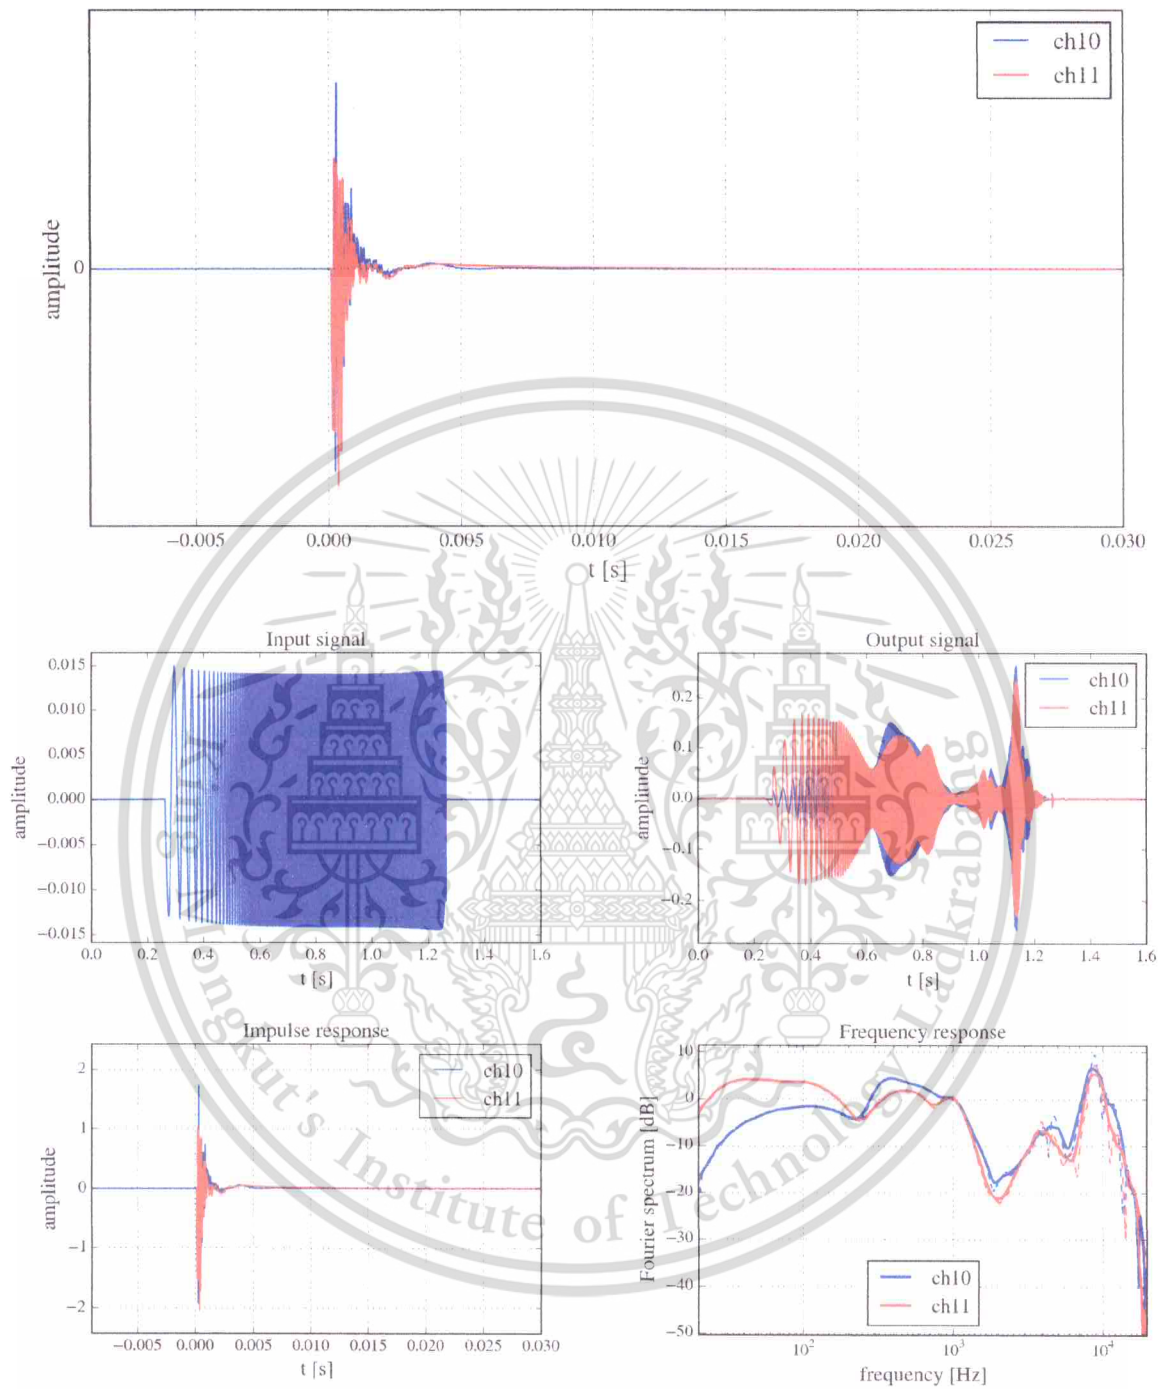 ch10
ch11
amplitude
0
−0.005 0.000 0.005 0.010 0.015 0.020 0.025 0.030
t [s]
Input signal
0.015
0.010
0.005
0.000
−0.005
−0.010
−0.015
amplitude
0.0 0.2 0.4 0.6 0.8 1.0 1.2 1.4 1.6
t [s]
Output signal
ch10
ch11
0.2
0.1
0.0
−0.1
−0.2
amplitude
0.0 0.2 0.4 0.6 0.8 1.0 1.2 1.4 1.6
t [s]
Impulse response
ch10
ch11
2
1
0
−1
−2
amplitude
−0.005 0.000 0.005 0.010 0.015 0.020 0.025 0.030
t [s]
Frequency response
10
0
−10
−20
−30
−40
−50
Fourier spectrum [dB]
ch10
ch11
10² 10³ 10⁴
frequency [Hz]
King Mongkut's Institute of Technology Ladkrabang